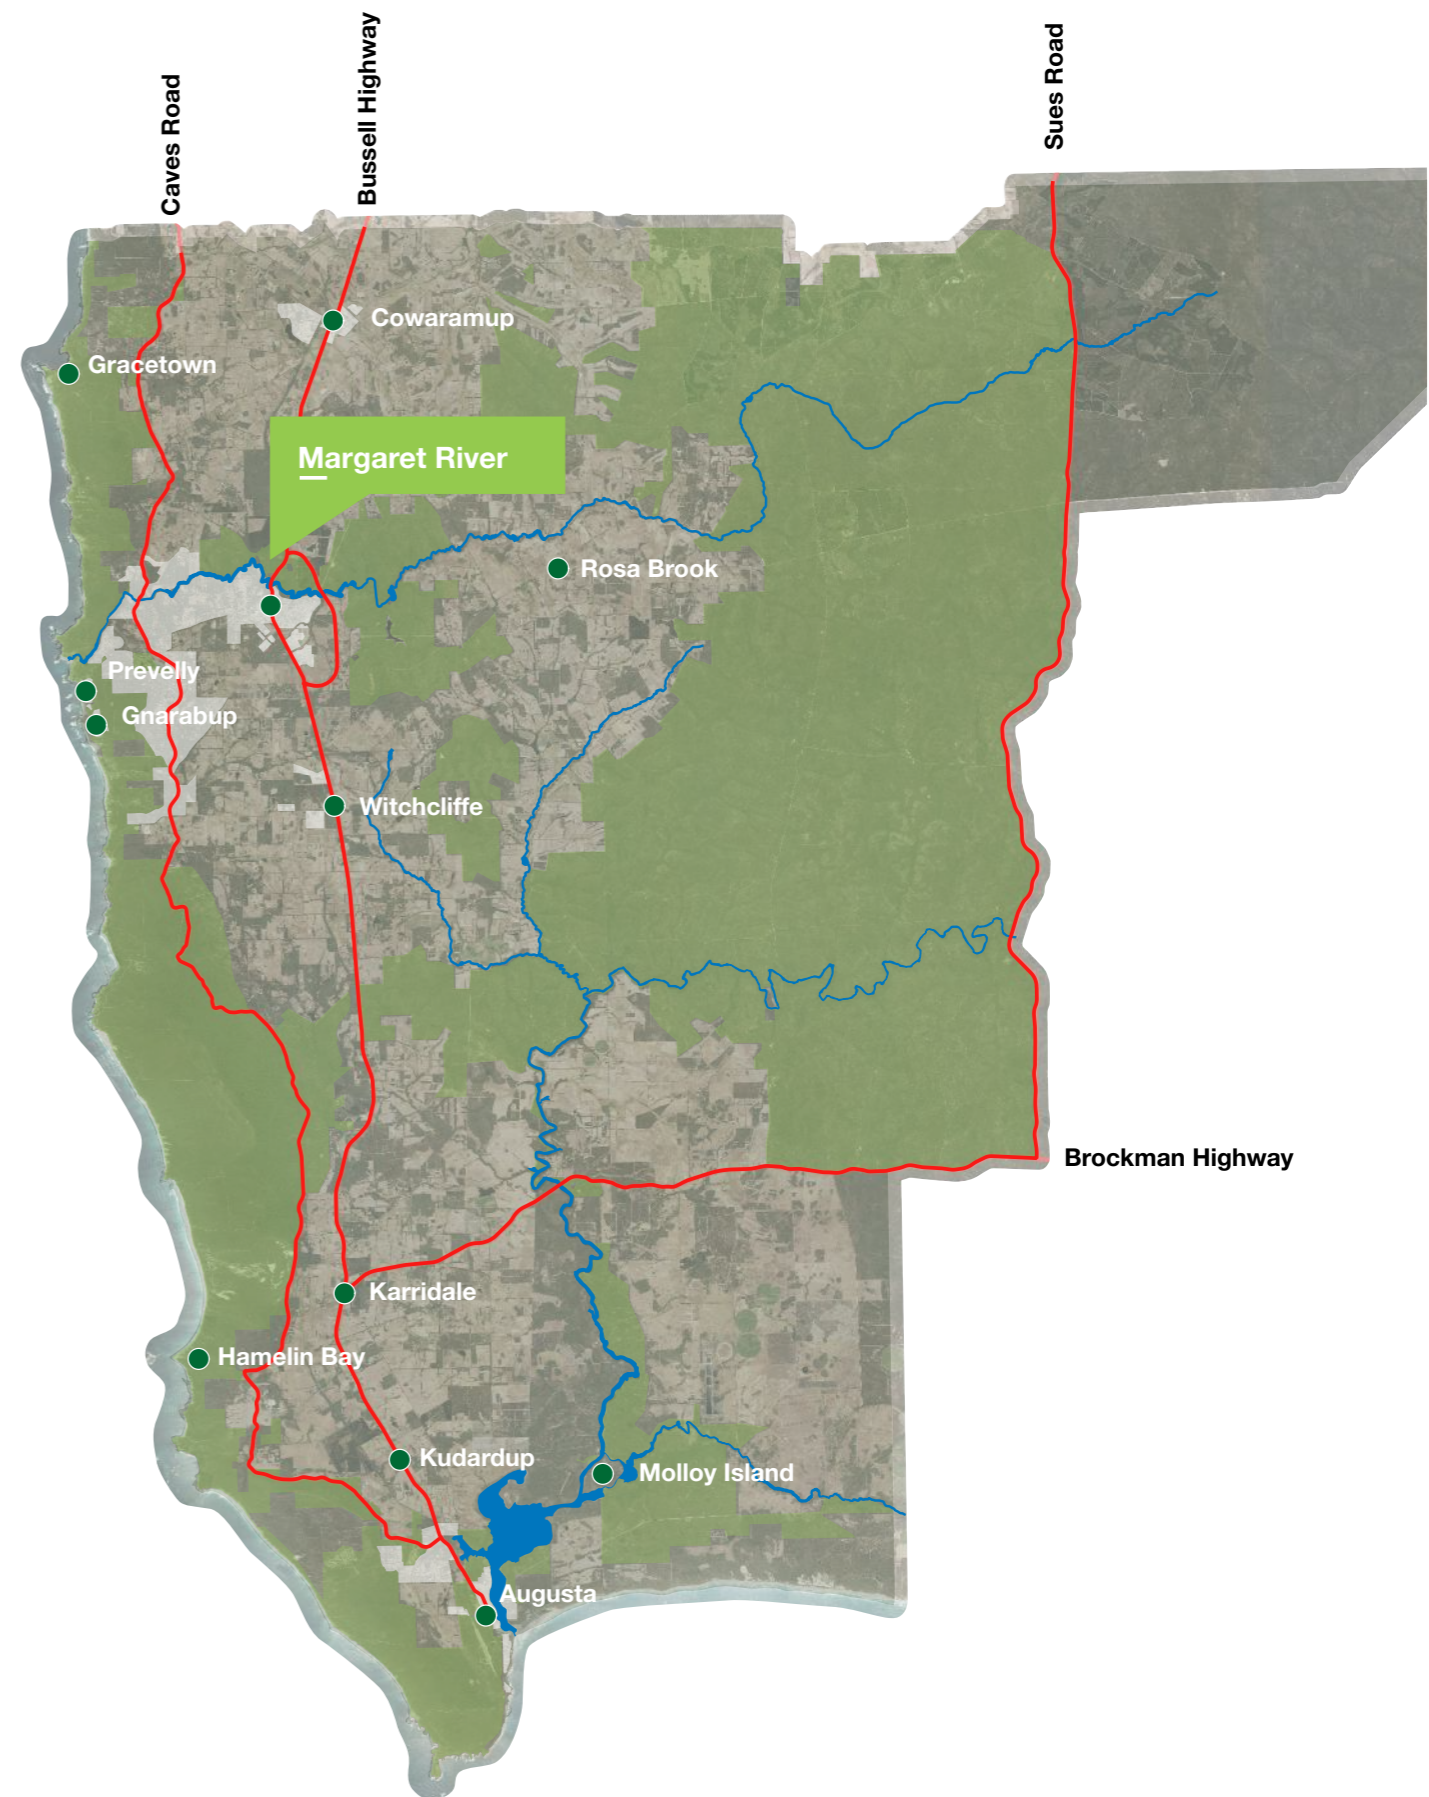 Caves Road
Bussell Highway
Sues Road
Cowaramup
Gracetown
Margaret River
Rosa Brook
Prevelly
Gnarabup
Witchcliffe
Brockman Highway
Karridale
Hamelin Bay
Kudardup
Molloy Island
Augusta